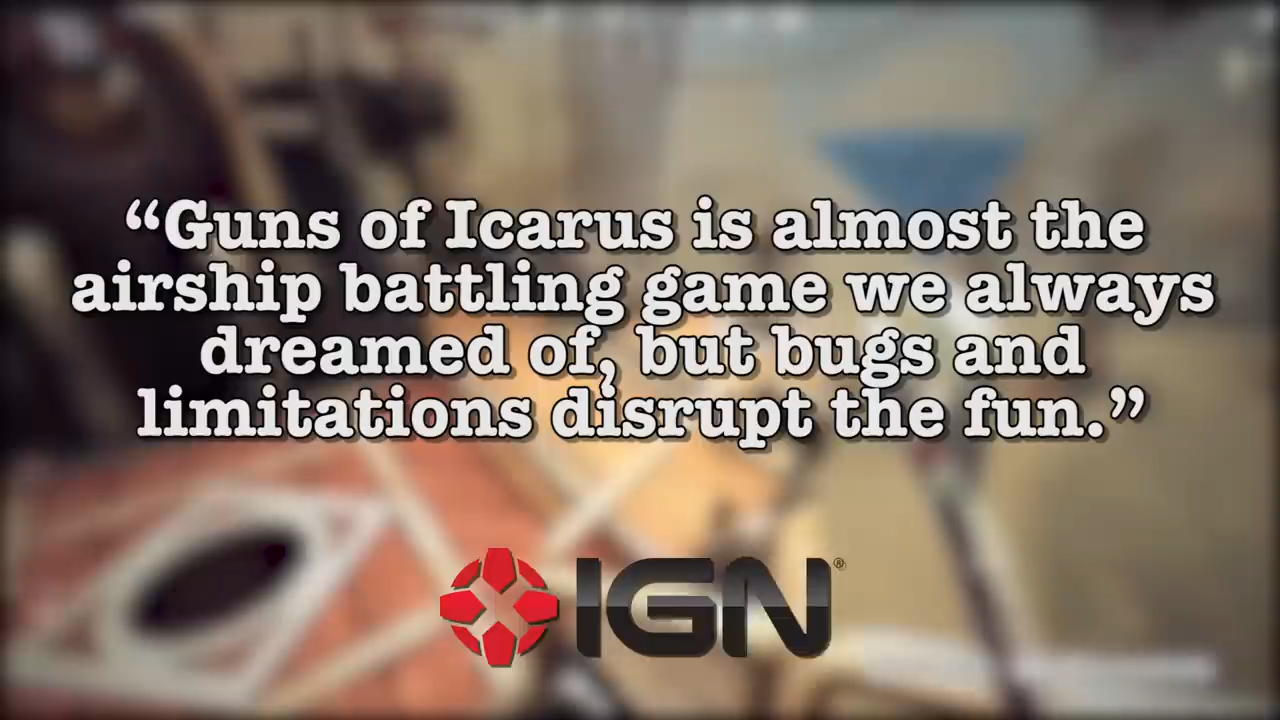 “Guns of Icarus is almost the
airship battling game we always
dreamed of, but bugs and
limitations disrupt the fun.”
IGN®